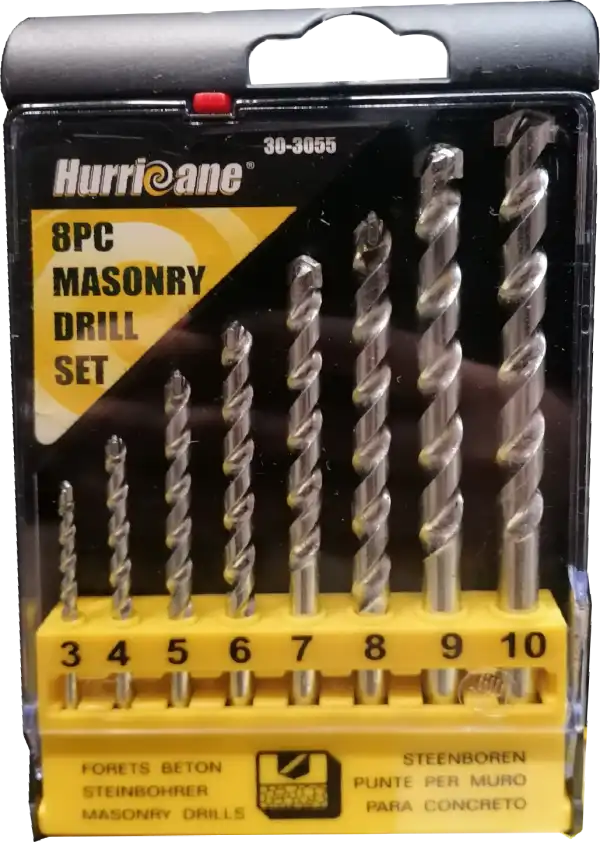 30-3055
Hurricane®
8PC
MASONRY
DRILL
SET
3 4 5 6 7 8 9 10
FORETS BETON
STEINBOHRER
MASONRY DRILLS
STEENBOREN
PUNTE PER MURO
PARA CONCRETO